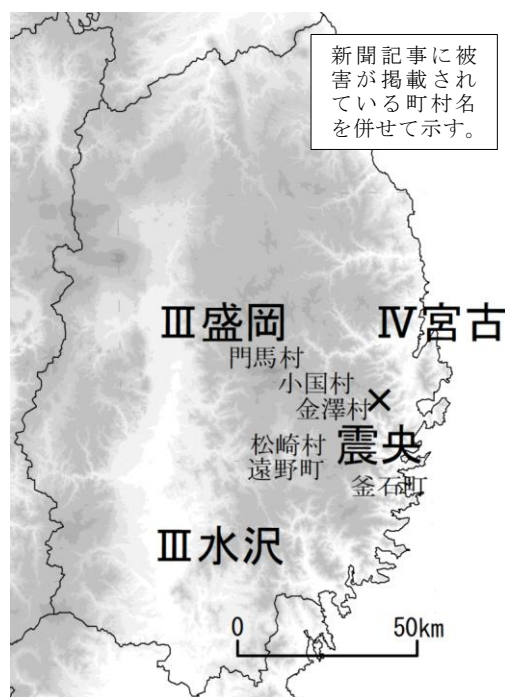 新聞記事に被
害が掲載され
ている町村名
を併せて示す。
Ⅲ盛岡
Ⅳ宮古
門馬村
小国村
金澤村×
松崎村
震央
遠野町
釜石町
Ⅲ水沢
0
50km